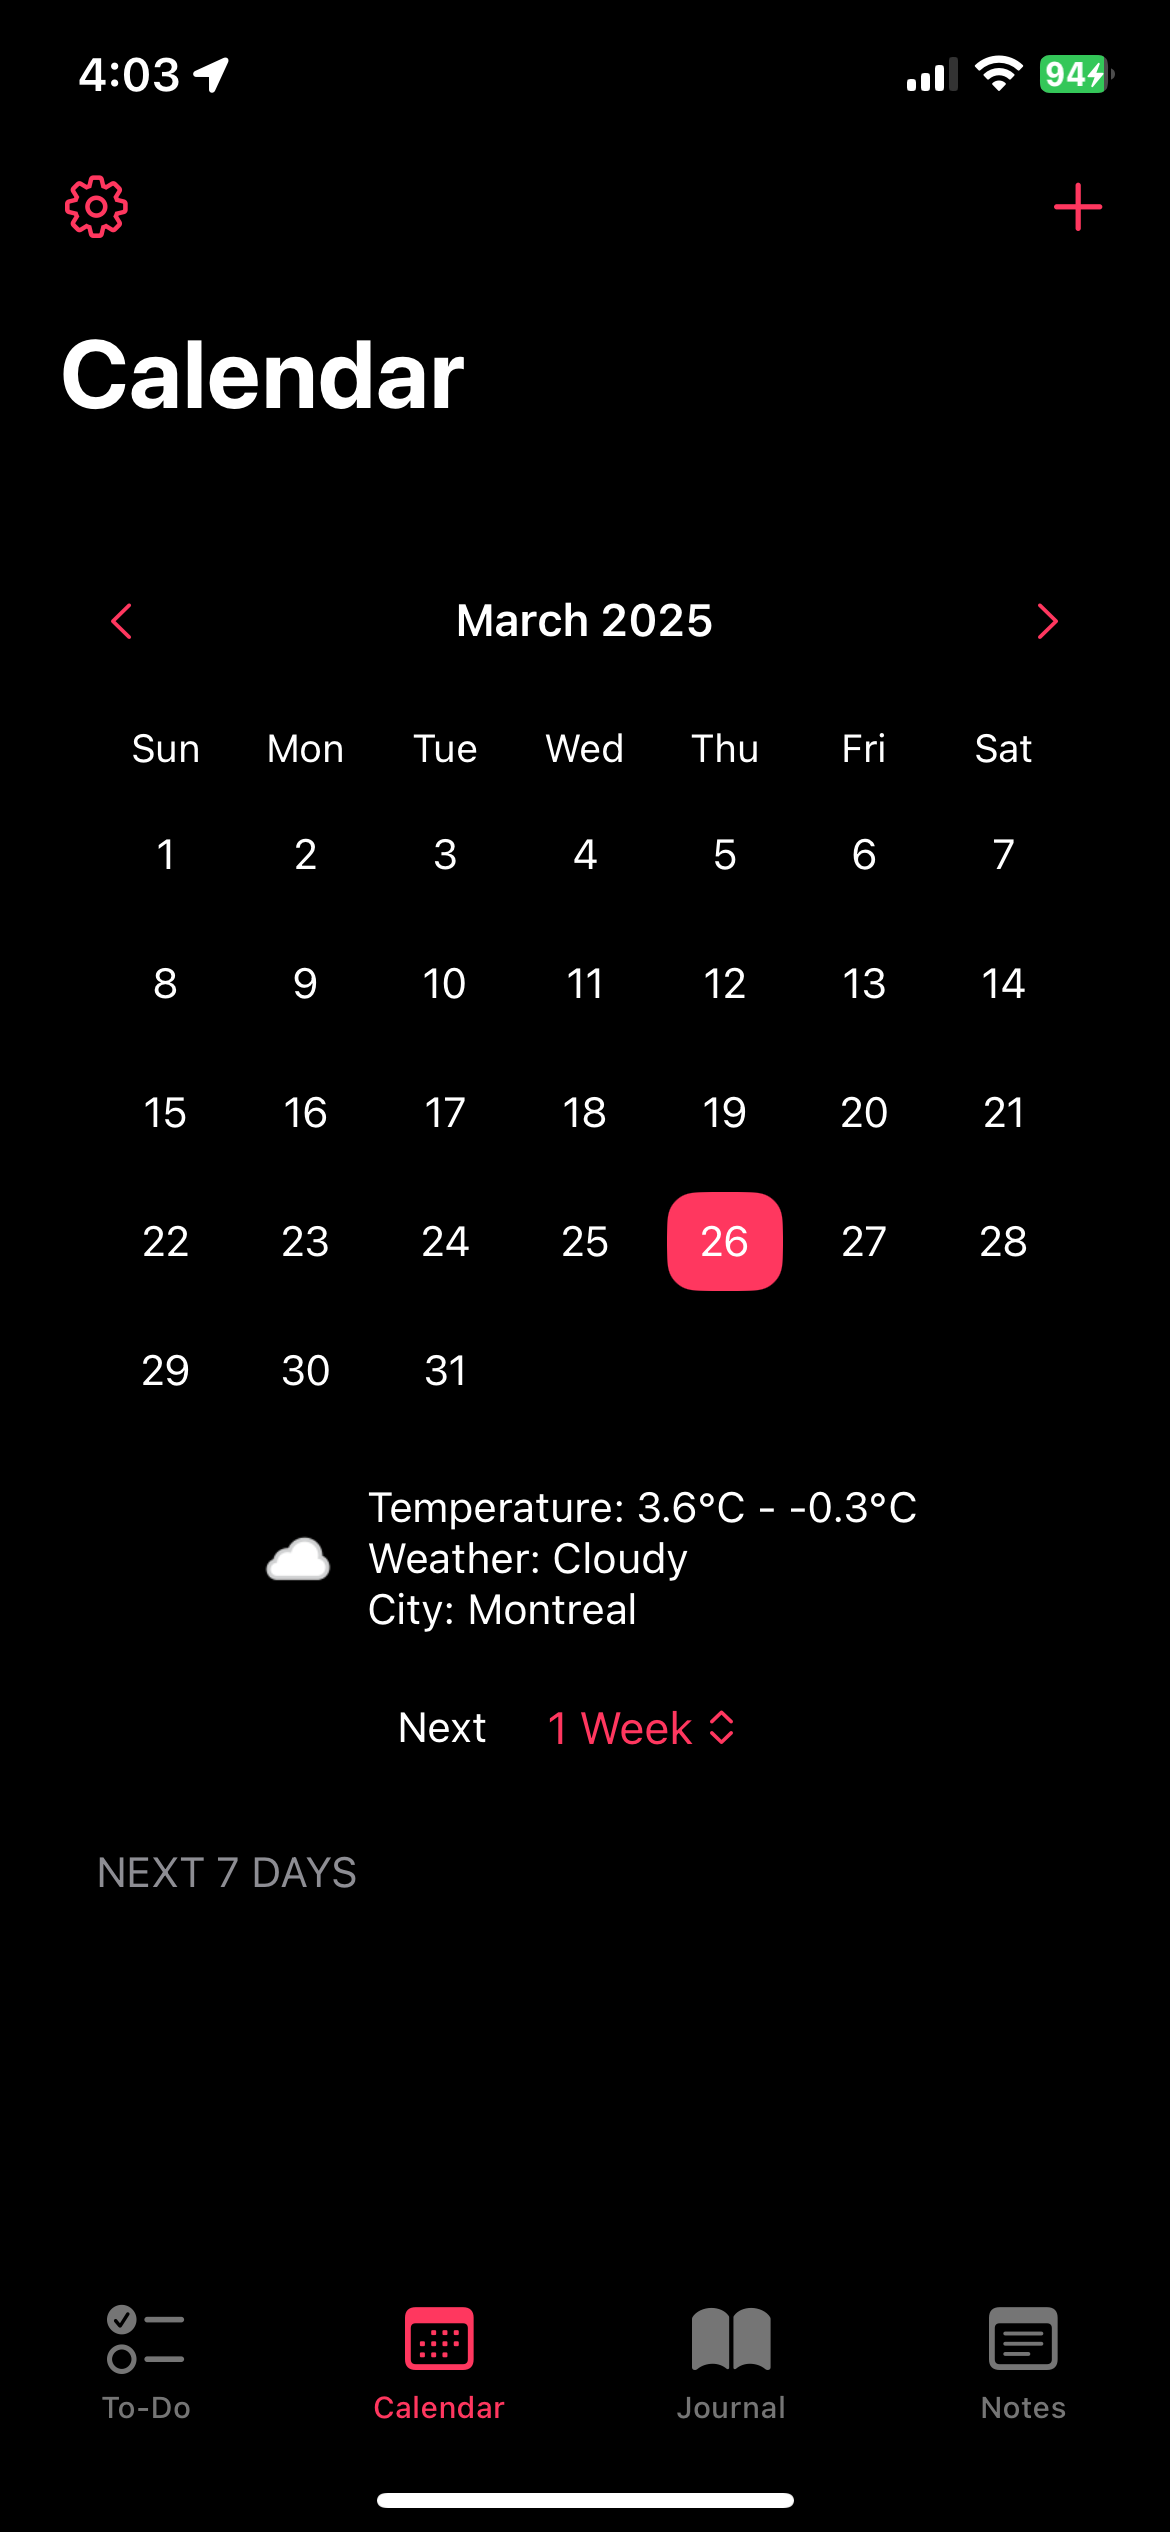 4:03
94
Calendar
March 2025
Sun Mon Tue Wed Thu Fri Sat
1 2 3 4 5 6 7
8 9 10 11 12 13 14
15 16 17 18 19 20 21
22 23 24 25 26 27 28
29 30 31
Temperature: 3.6°C - -0.3°C
Weather: Cloudy
City: Montreal
Next 1 Week
NEXT 7 DAYS
To-Do Calendar Journal Notes